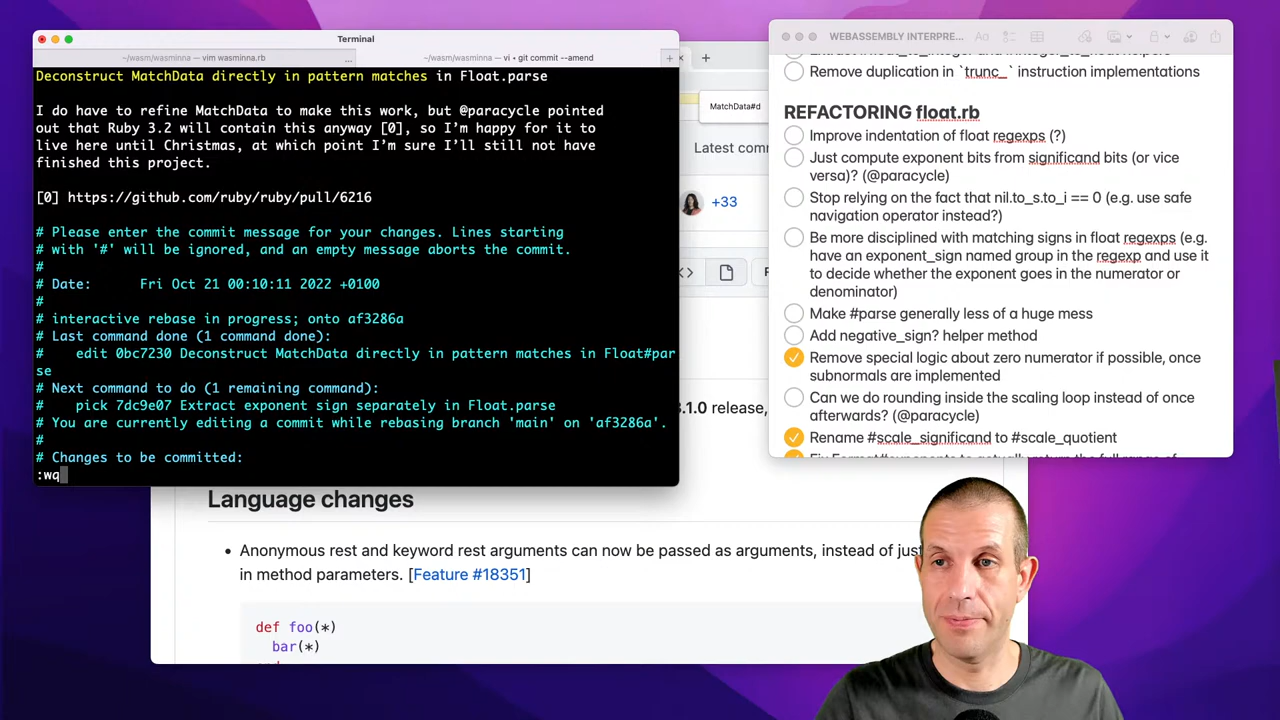 Terminal
~/wasm/wasminna — vim wasminna.rb
...
~/wasm/wasminna — vi • git commit --amend
+
Deconstruct MatchData directly in pattern matches in Float.parse
I do have to refine MatchData to make this work, but @paracycle pointed
out that Ruby 3.2 will contain this anyway [0], so I’m happy for it to
live here until Christmas, at which point I’m sure I’ll still not have
finished this project.
[0] https://github.com/ruby/ruby/pull/6216
# Please enter the commit message for your changes. Lines starting
# with '#' will be ignored, and an empty message aborts the commit.
#
# Date:      Fri Oct 21 00:10:11 2022 +0100
#
# interactive rebase in progress; onto af3286a
# Last command done (1 command done):
#    edit 0bc7230 Deconstruct MatchData directly in pattern matches in Float#par
se
# Next command to do (1 remaining command):
#    pick 7dc9e07 Extract exponent sign separately in Float.parse
# You are currently editing a commit while rebasing branch 'main' on 'af3286a'.
#
# Changes to be committed:
:wq
+
MatchData#d
Latest comm
+33
3.1.0 release,
Language changes
• Anonymous rest and keyword rest arguments can now be passed as arguments, instead of jus
in method parameters. [Feature #18351]
def foo(*)
bar(*)
WEBASSEMBLY INTERPRE...
Aa
Remove duplication in `trunc_` instruction implementations
REFACTORING float.rb
Improve indentation of float regexps (?)
Just compute exponent bits from significand bits (or vice
versa)? (@paracycle)
Stop relying on the fact that nil.to_s.to_i == 0 (e.g. use safe
navigation operator instead?)
Be more disciplined with matching signs in float regexps (e.g.
have an exponent_sign named group in the regexp and use it
to decide whether the exponent goes in the numerator or
denominator)
Make #parse generally less of a huge mess
Add negative_sign? helper method
Remove special logic about zero numerator if possible, once
subnormals are implemented
Can we do rounding inside the scaling loop instead of once
afterwards? (@paracycle)
Rename #scale_significand to #scale_quotient